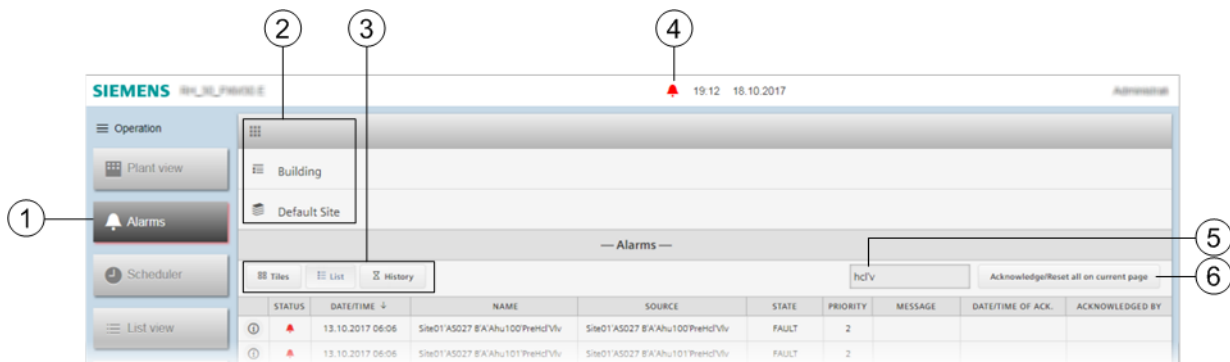 2 3 4
SIEMENS 19:12 18.10.2017
Operation
Plant view
Building
1
Alarms
Default Site
— Alarms —
5
Scheduler
Tiles List History hcl'v Acknowledge/Reset all on current page
6
STATUS DATE/TIME ↓ NAME SOURCE STATE PRIORITY MESSAGE DATE/TIME OF ACK. ACKNOWLEDGED BY
List view
13.10.2017 06:06 Site01'AS027 B'A'Ahu100'PreHcl'Vlv Site01'AS027 B'A'Ahu100'PreHcl'Vlv FAULT 2
13.10.2017 06:06 Site01'AS027 B'A'Ahu101'PreHcl'Vlv Site01'AS027 B'A'Ahu101'PreHcl'Vlv FAULT 2